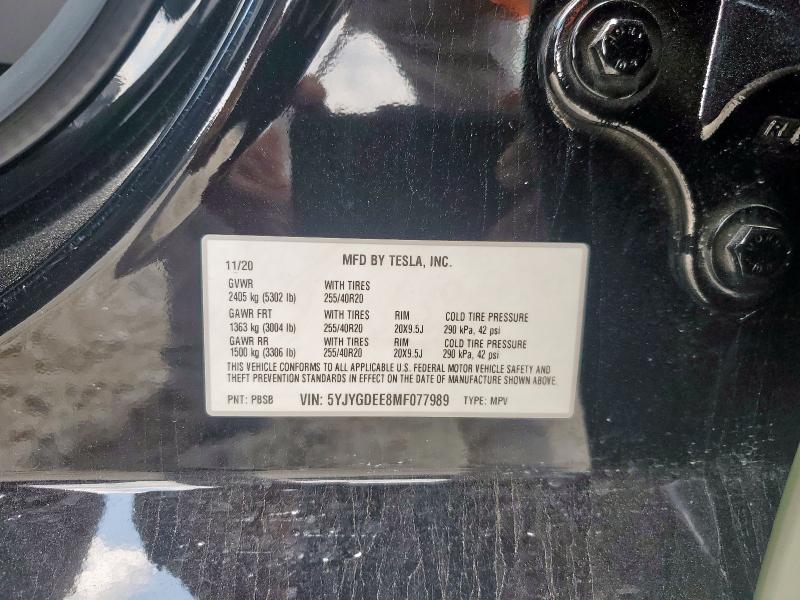 MFD BY TESLA, INC.
11/20
GVWR WITH TIRES
2405 kg (5302 lb) 255/40R20
GAWR FRT WITH TIRES RIM COLD TIRE PRESSURE
1363 kg (3004 lb) 255/40R20 20X9.5J 290 kPa, 42 psi
GAWR RR WITH TIRES RIM COLD TIRE PRESSURE
1500 kg (3306 lb) 255/40R20 20X9.5J 290 kPa, 42 psi
THIS VEHICLE CONFORMS TO ALL APPLICABLE U.S. FEDERAL MOTOR VEHICLE SAFETY AND
THEFT PREVENTION STANDARDS IN EFFECT ON THE DATE OF MANUFACTURE SHOWN ABOVE.
PNT: PBSB VIN: 5YJYGDEE8MF077989 TYPE: MPV